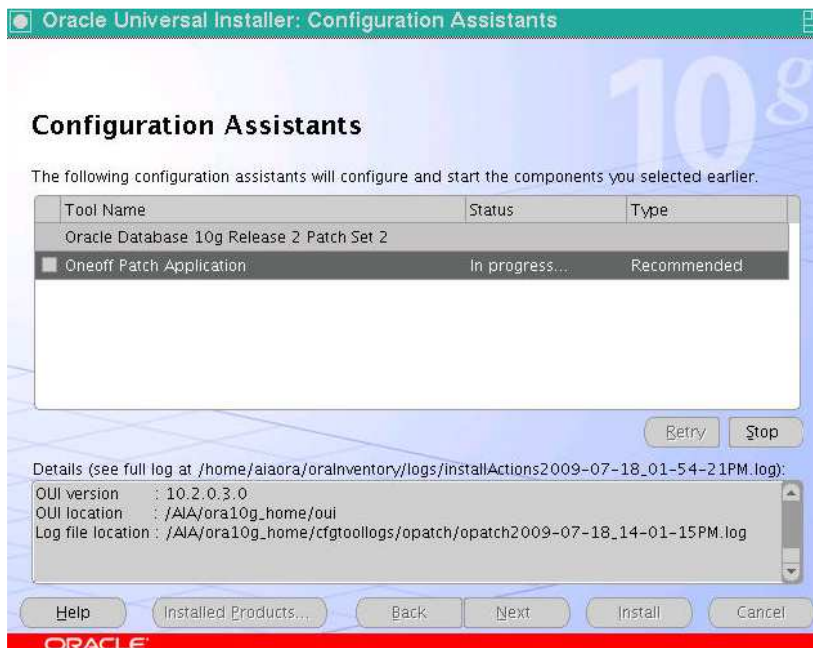 Oracle Universal Installer: Configuration Assistants
10g
Configuration Assistants
The following configuration assistants will configure and start the components you selected earlier.
Tool Name Status Type
Oracle Database 10g Release 2 Patch Set 2
Oneoff Patch Application In progress... Recommended
Retry Stop
Details (see full log at /home/aiaora/oraInventory/logs/installActions2009-07-18_01-54-21PM.log):
OUI version : 10.2.0.3.0
OUI location : /AIA/ora10g_home/oui
Log file location : /AIA/ora10g_home/cfgtoollogs/opatch/opatch2009-07-18_14-01-15PM.log
Help Installed Products... Back Next Install Cancel
ORACLE